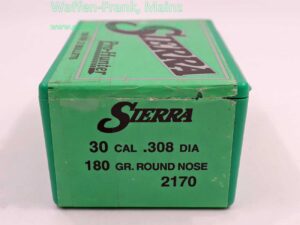 Waffen-Frank, Mainz
SIERRA
Pro-Hunter
SIERRA
30 CAL .308 DIA
180 GR. ROUND NOSE
2170